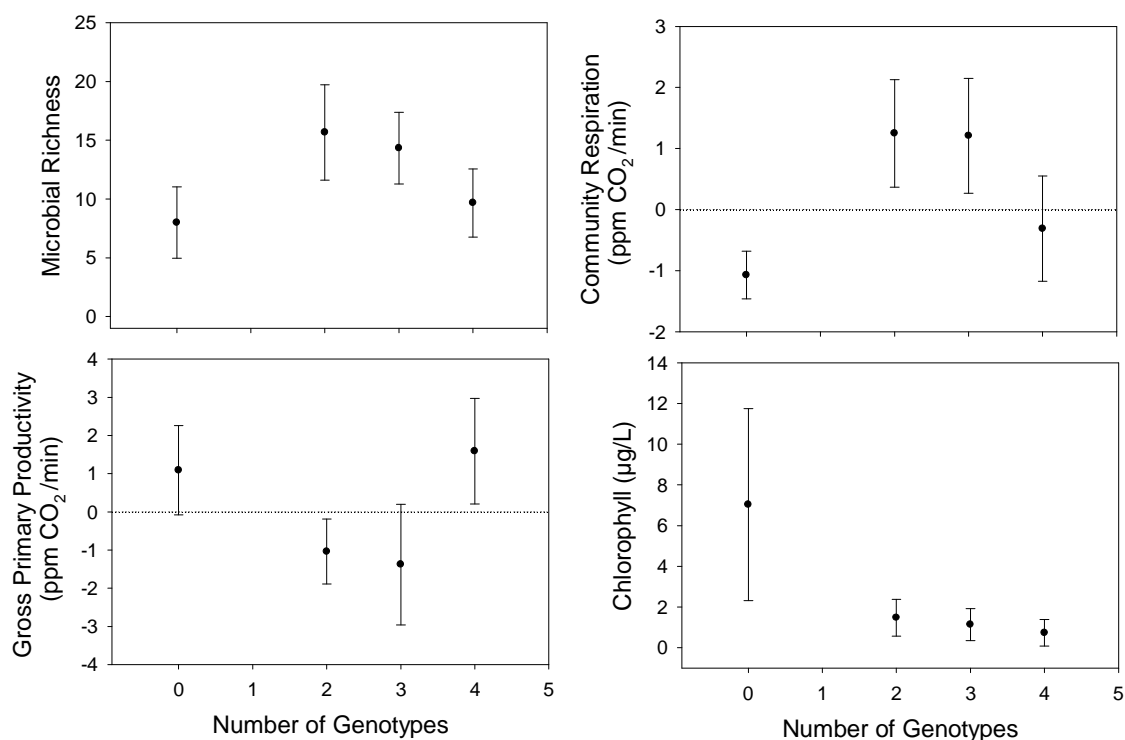 Microbial Richness
25
20
15
10
5
0
Community Respiration
(ppm CO₂/min)
3
2
1
0
-1
-2
Gross Primary Productivity
(ppm CO₂/min)
4
3
2
1
0
-1
-2
-3
-4
0 1 2 3 4 5
Number of Genotypes
Chlorophyll (µg/L)
14
12
10
8
6
4
2
0
0 1 2 3 4 5
Number of Genotypes